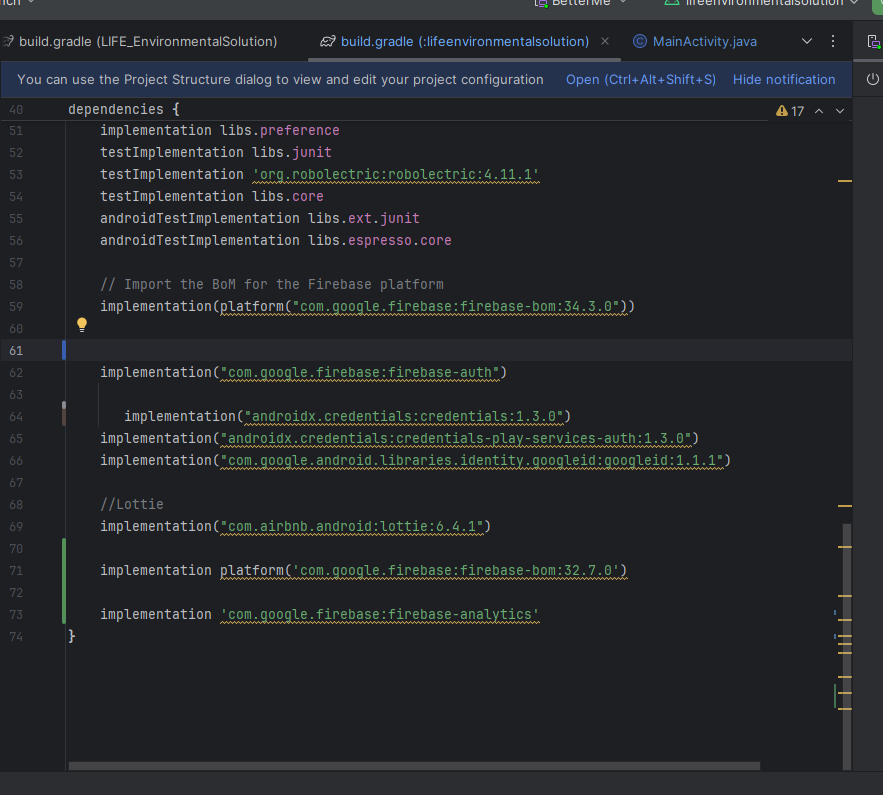 BetterMe
lifeenvironmentalsolution
build.gradle (LIFE_EnvironmentalSolution)
build.gradle (:lifeenvironmentalsolution)
MainActivity.java
You can use the Project Structure dialog to view and edit your project configuration
Open (Ctrl+Alt+Shift+S)
Hide notification
17
40 dependencies {
51 implementation libs.preference
52 testImplementation libs.junit
53 testImplementation 'org.robolectric:robolectric:4.11.1'
54 testImplementation libs.core
55 androidTestImplementation libs.ext.junit
56 androidTestImplementation libs.espresso.core
57
58 // Import the BoM for the Firebase platform
59 implementation(platform("com.google.firebase:firebase-bom:34.3.0"))
60
61
62 implementation("com.google.firebase:firebase-auth")
63
64 implementation("androidx.credentials:credentials:1.3.0")
65 implementation("androidx.credentials:credentials-play-services-auth:1.3.0")
66 implementation("com.google.android.libraries.identity.googleid:googleid:1.1.1")
67
68 //Lottie
69 implementation("com.airbnb.android:lottie:6.4.1")
70
71 implementation platform('com.google.firebase:firebase-bom:32.7.0')
72
73 implementation 'com.google.firebase:firebase-analytics'
74 }